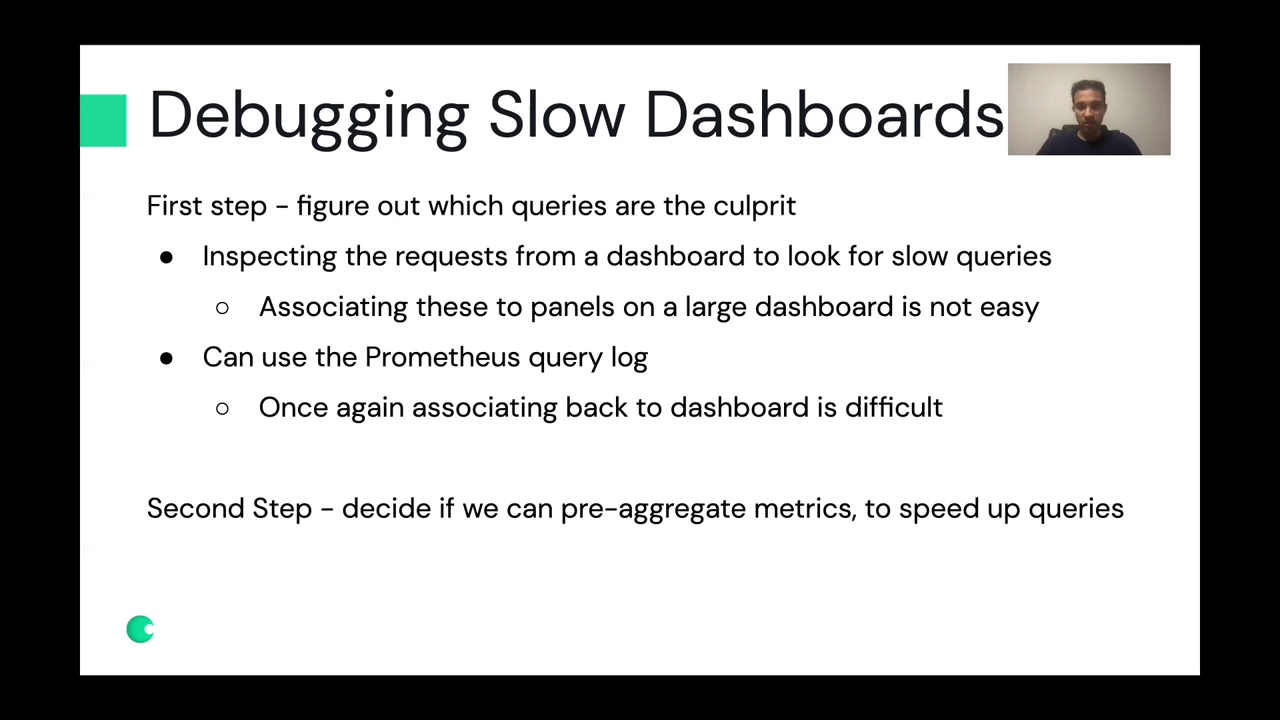 Debugging Slow Dashboards
First step - figure out which queries are the culprit
● Inspecting the requests from a dashboard to look for slow queries
○ Associating these to panels on a large dashboard is not easy
● Can use the Prometheus query log
○ Once again associating back to dashboard is difficult
Second Step - decide if we can pre-aggregate metrics, to speed up queries